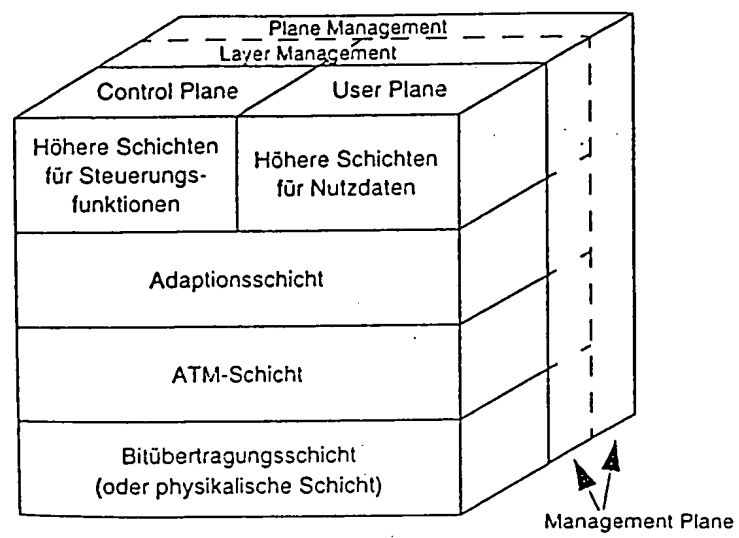 Plane Management
Layer Management
Control Plane
User Plane
Höhere Schichten
für Steuerungs-
funktionen
Höhere Schichten
für Nutzdaten
Adaptionsschicht
ATM-Schicht
Bitübertragungsschicht
(oder physikalische Schicht)
Management Plane